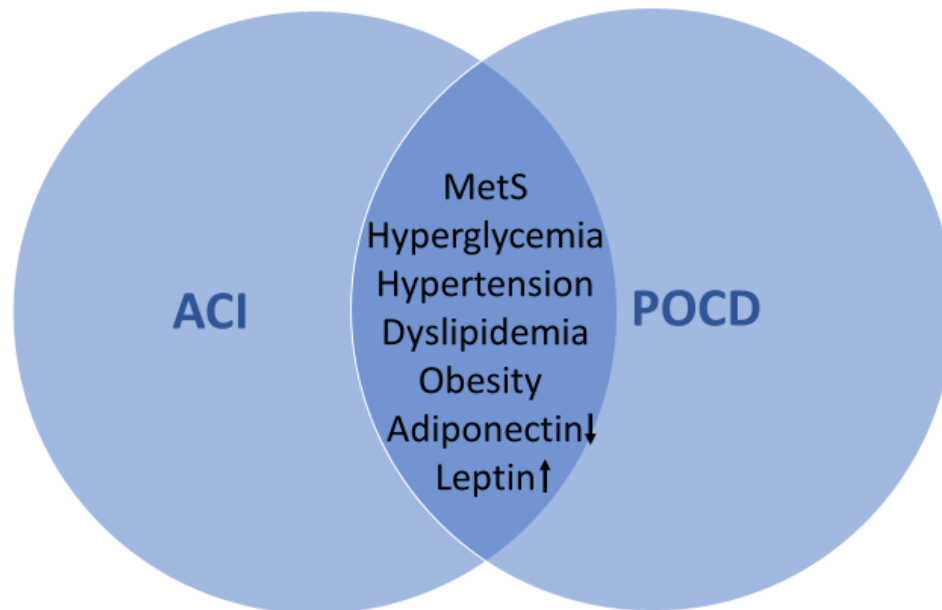 MetS
Hyperglycemia
Hypertension
ACI
POCD
Dyslipidemia
Obesity
Adiponectin↓
Leptin↑